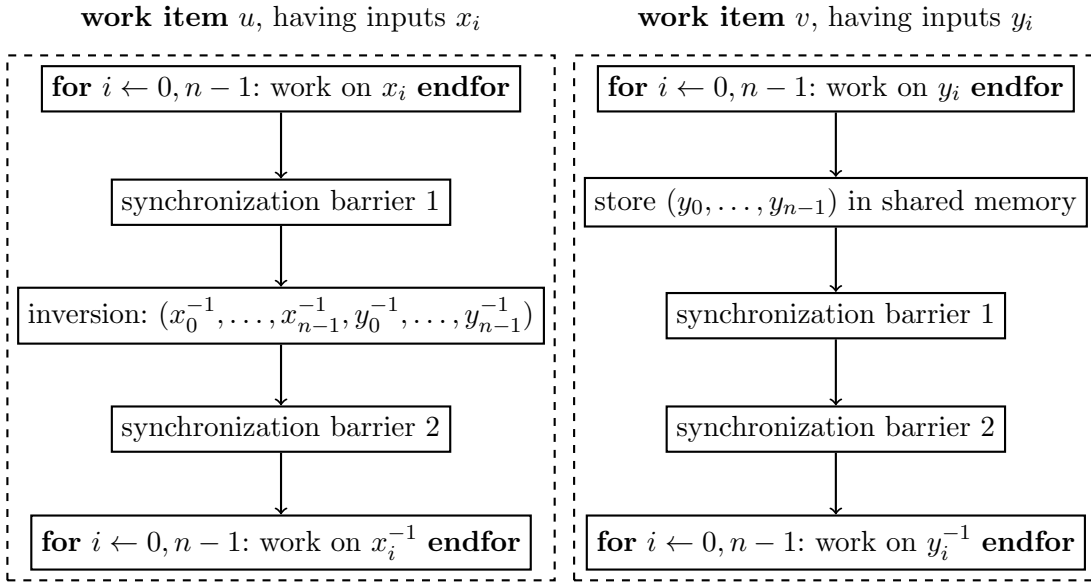 work item u, having inputs x_i
for i ← 0, n − 1: work on x_i endfor
synchronization barrier 1
inversion: (x_0^{-1}, . . . , x_{n-1}^{-1}, y_0^{-1}, . . . , y_{n-1}^{-1})
synchronization barrier 2
for i ← 0, n − 1: work on x_i^{-1} endfor
work item v, having inputs y_i
for i ← 0, n − 1: work on y_i endfor
store (y_0, . . . , y_{n-1}) in shared memory
synchronization barrier 1
synchronization barrier 2
for i ← 0, n − 1: work on y_i^{-1} endfor